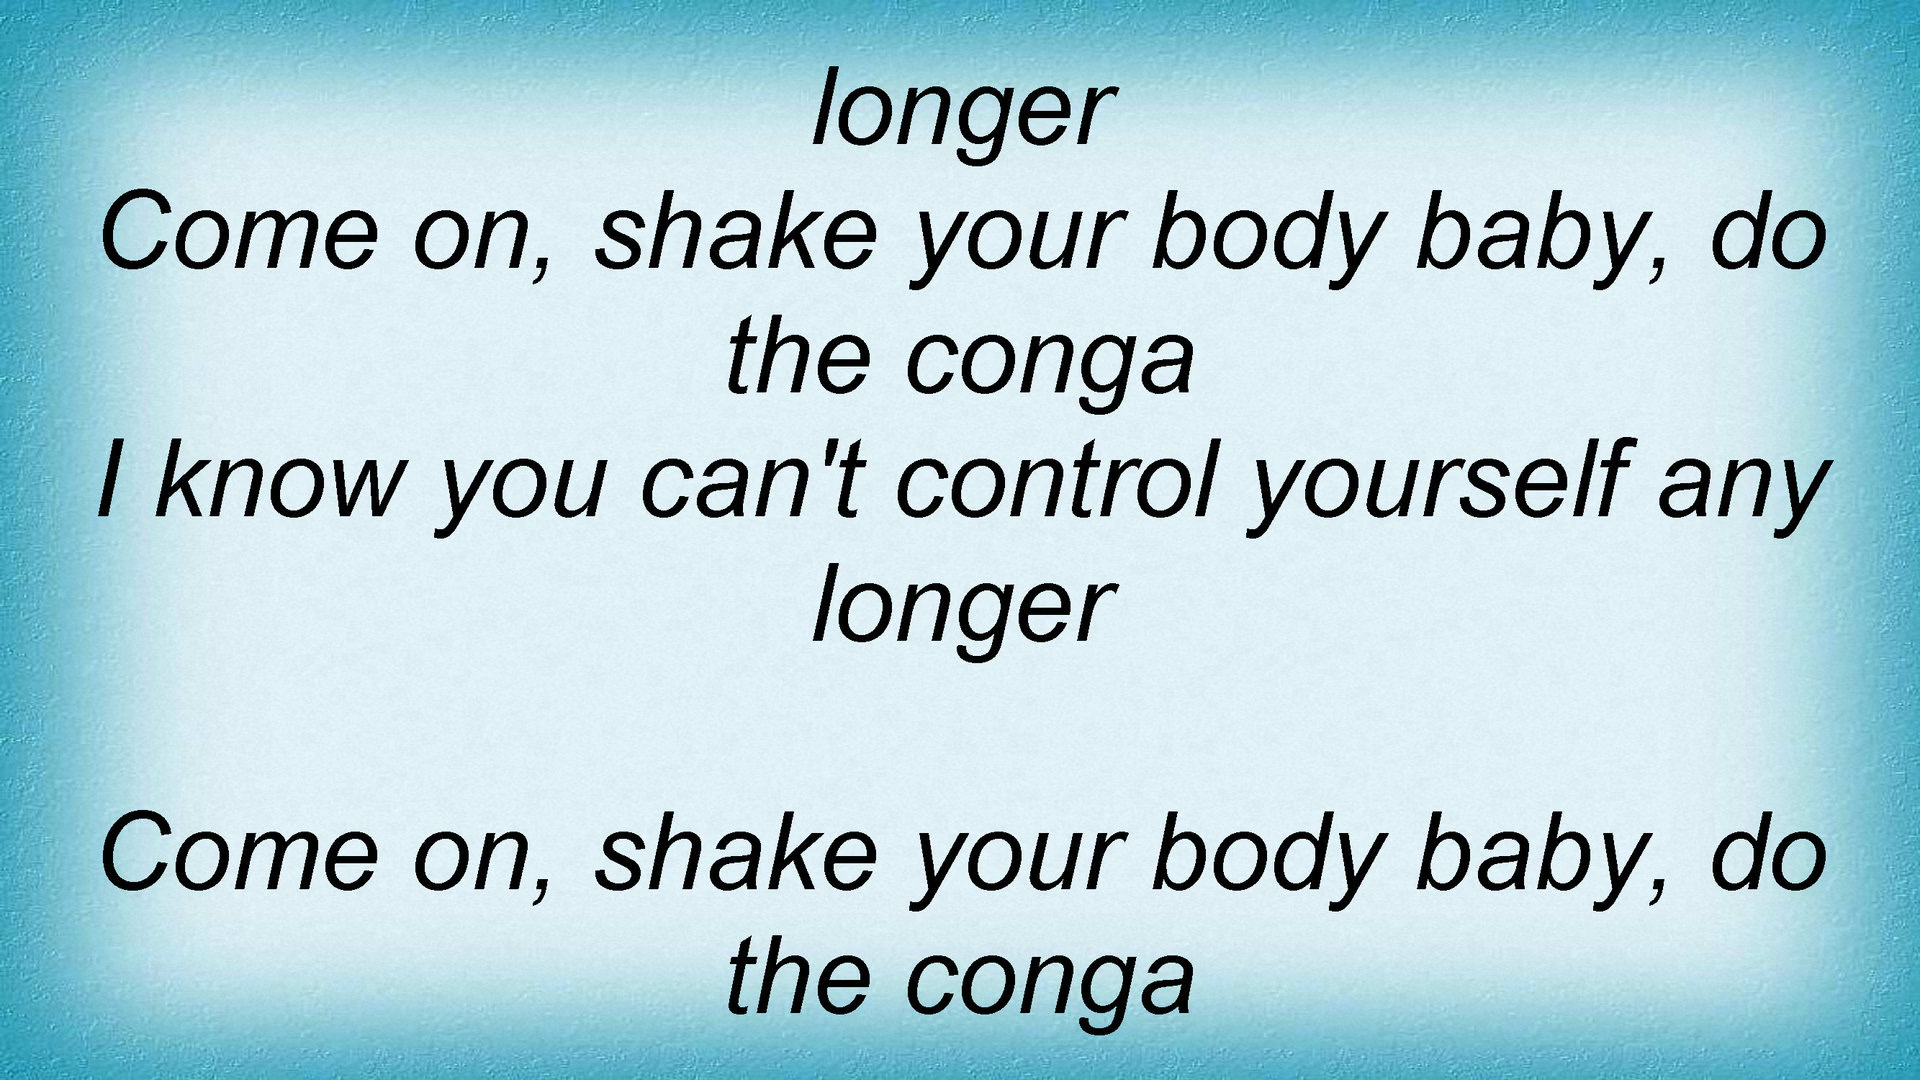 longer
Come on, shake your body baby, do
the conga
I know you can't control yourself any
longer
Come on, shake your body baby, do
the conga